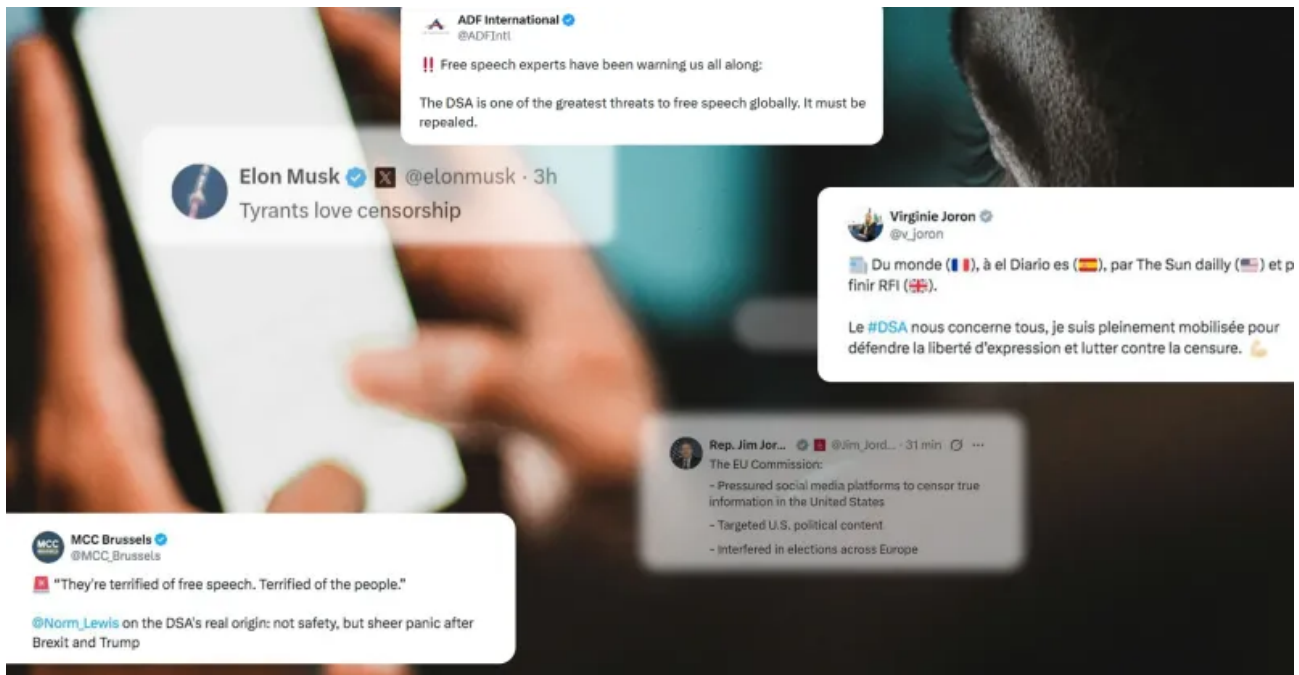 ADF International
@ADFIntl
‼️ Free speech experts have been warning us all along:
The DSA is one of the greatest threats to free speech globally. It must be
repealed.
Elon Musk @elonmusk · 3h
Tyrants love censorship
Virginie Joron
@v_joron
Du monde (🇫🇷), à el Diario es (🇪🇸), par The Sun dailly (🇺🇸) et p
finir RFI (🇬🇧).
Le #DSA nous concerne tous, je suis pleinement mobilisée pour
défendre la liberté d'expression et lutter contre la censure. 💪🏻
Rep. Jim Jor... @Jim_Jord... · 31 min
The EU Commission:
- Pressured social media platforms to censor true
information in the United States
- Targeted U.S. political content
- Interfered in elections across Europe
MCC
MCC Brussels
@MCC_Brussels
🚨 “They're terrified of free speech. Terrified of the people.”
@Norm_Lewis on the DSA's real origin: not safety, but sheer panic after
Brexit and Trump